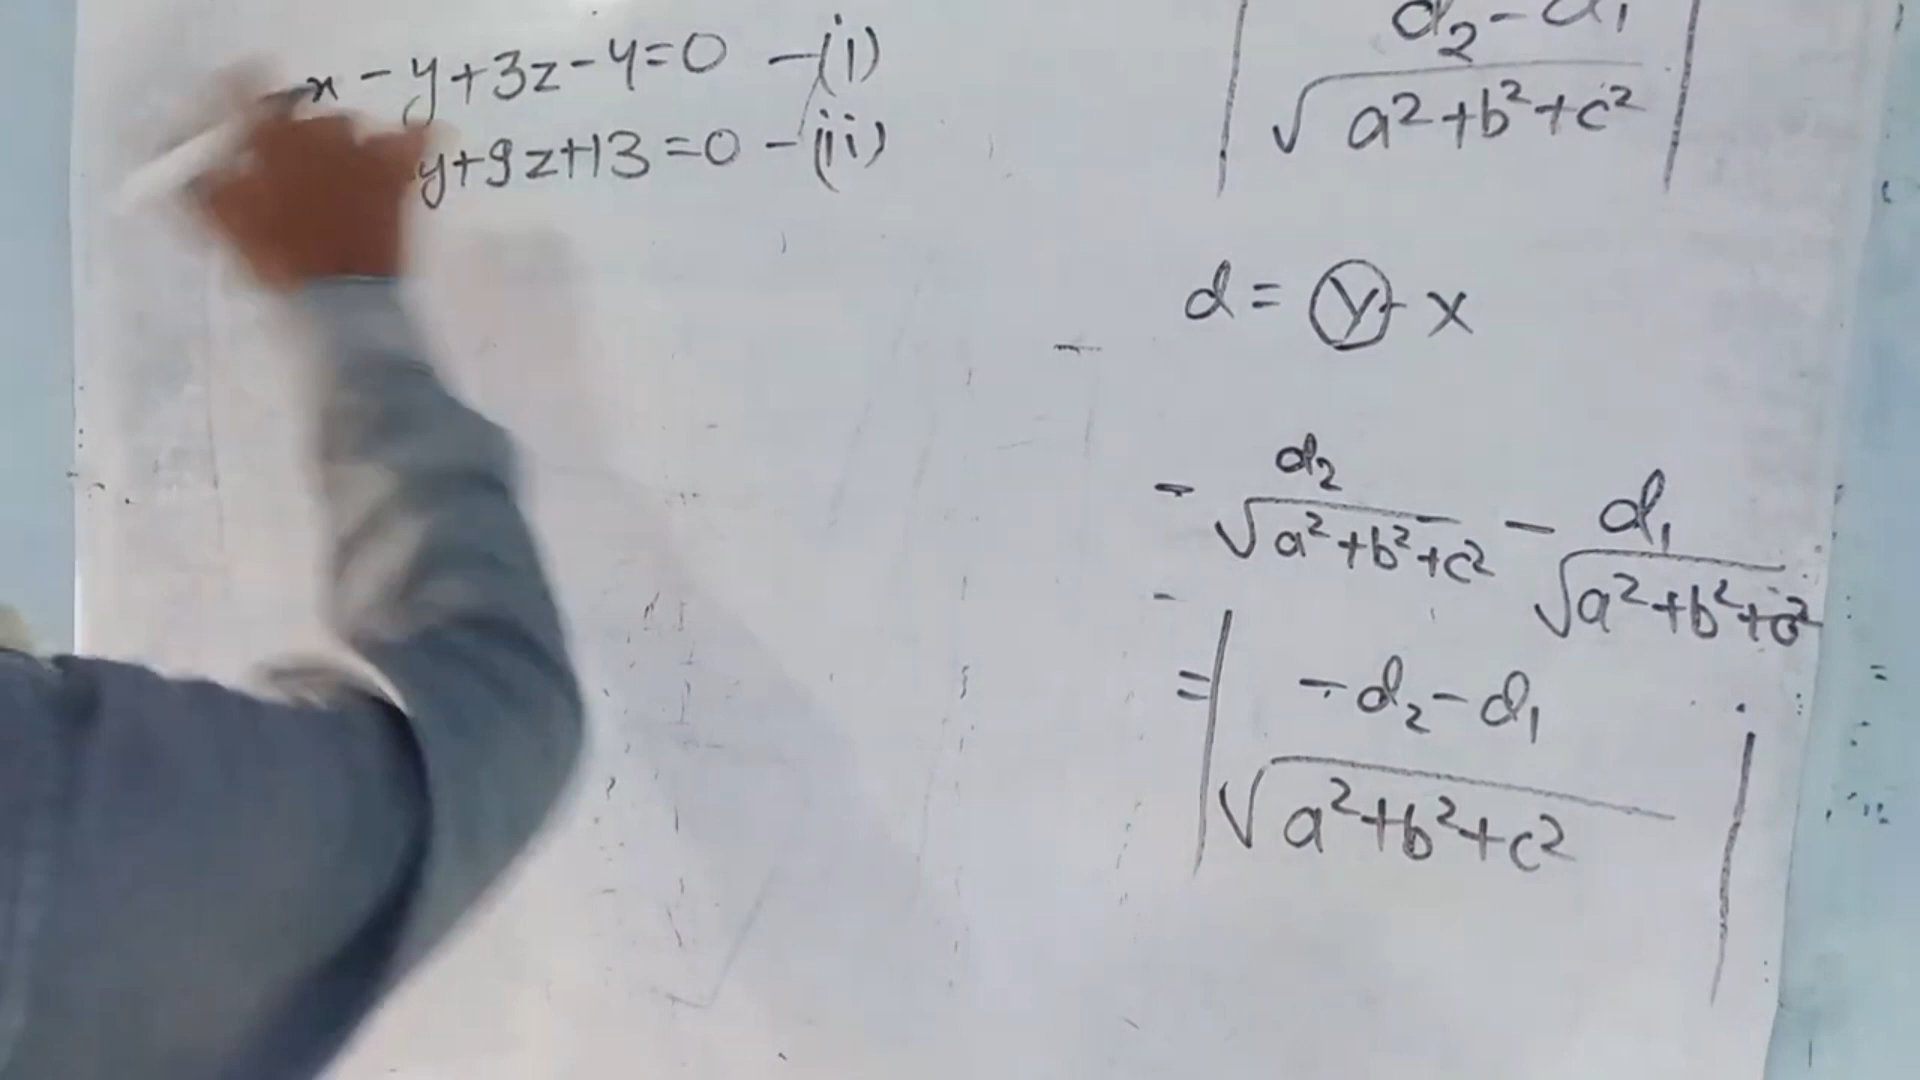 x - y + 3z - 4 = 0 - (i)
y + 9z + 13 = 0 - (ii)
d₂ - d₁
√a² + b² + c²
d = y - x
- d₂/√a² + b² + c² - d₁/√a² + b² + c²
= | -d₂ - d₁ / √a² + b² + c² |